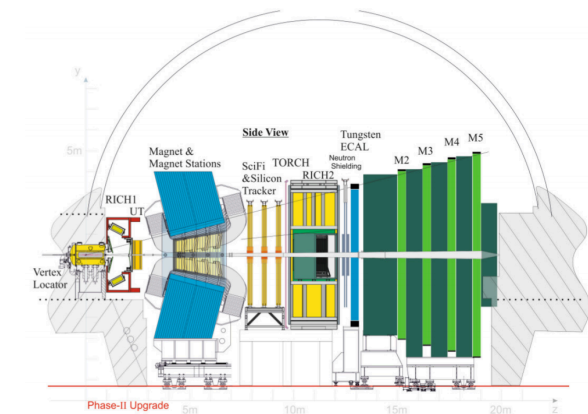 y
5m
Side View
Magnet &
Magnet Stations
RICH1
UT
SciFi
&Silicon
Tracker
TORCH
RICH2
Tungsten
ECAL
Neutron
Shielding
M2
M3
M4
M5
Vertex
Locator
Phase-II Upgrade
5m
10m
15m
20m
z